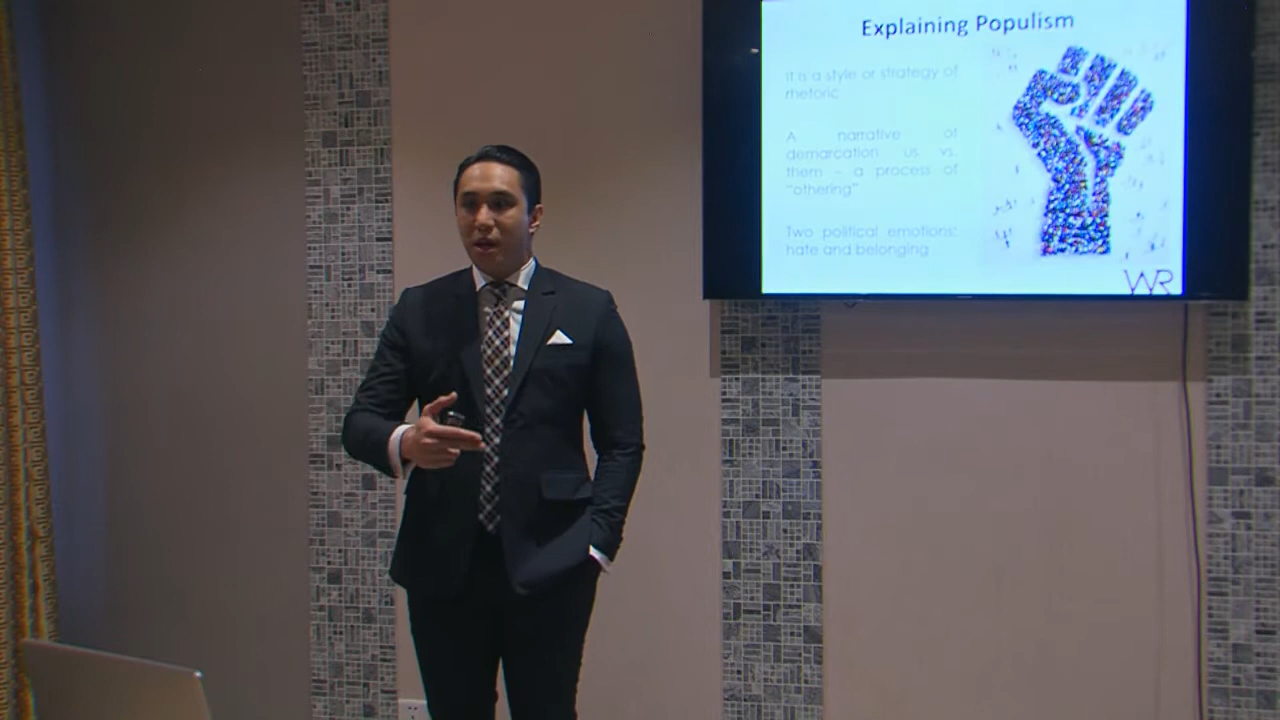 Explaining Populism
It is a style or strategy of
rhetoric
A narrative of
demarcation us vs.
them - a process of
"othering"
Two political emotions:
hate and belonging
WR